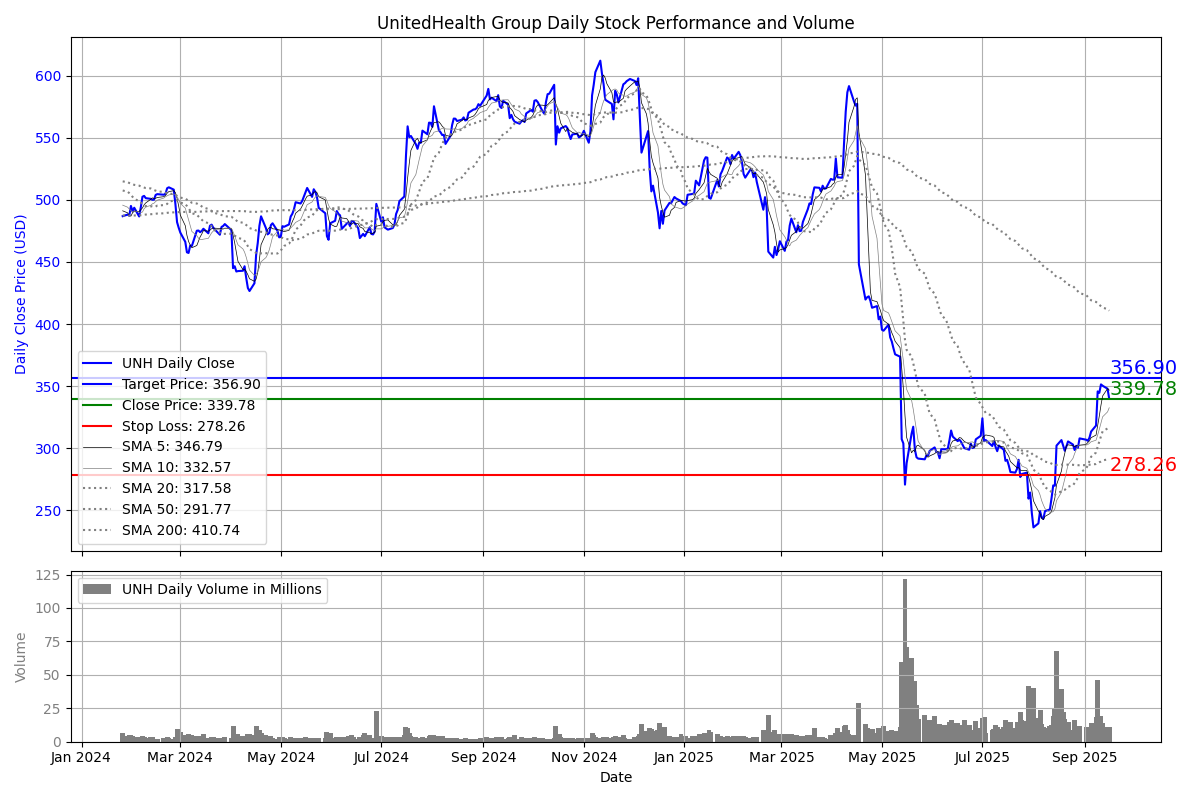 UnitedHealth Group Daily Stock Performance and Volume
Daily Close Price (USD)
600
550
500
450
400
350
300
250
356.90
339.78
278.26
UNH Daily Close
Target Price: 356.90
Close Price: 339.78
Stop Loss: 278.26
SMA 5: 346.79
SMA 10: 332.57
SMA 20: 317.58
SMA 50: 291.77
SMA 200: 410.74
Volume
125
100
75
50
25
0
UNH Daily Volume in Millions
Jan 2024 Mar 2024 May 2024 Jul 2024 Sep 2024 Nov 2024 Jan 2025 Mar 2025 May 2025 Jul 2025 Sep 2025
Date